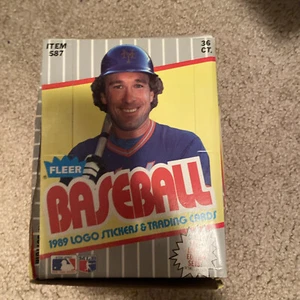 ITEM
587
36
CT.
FLEER
BASEBALL
1989 LOGO STICKERS & TRADING CARDS